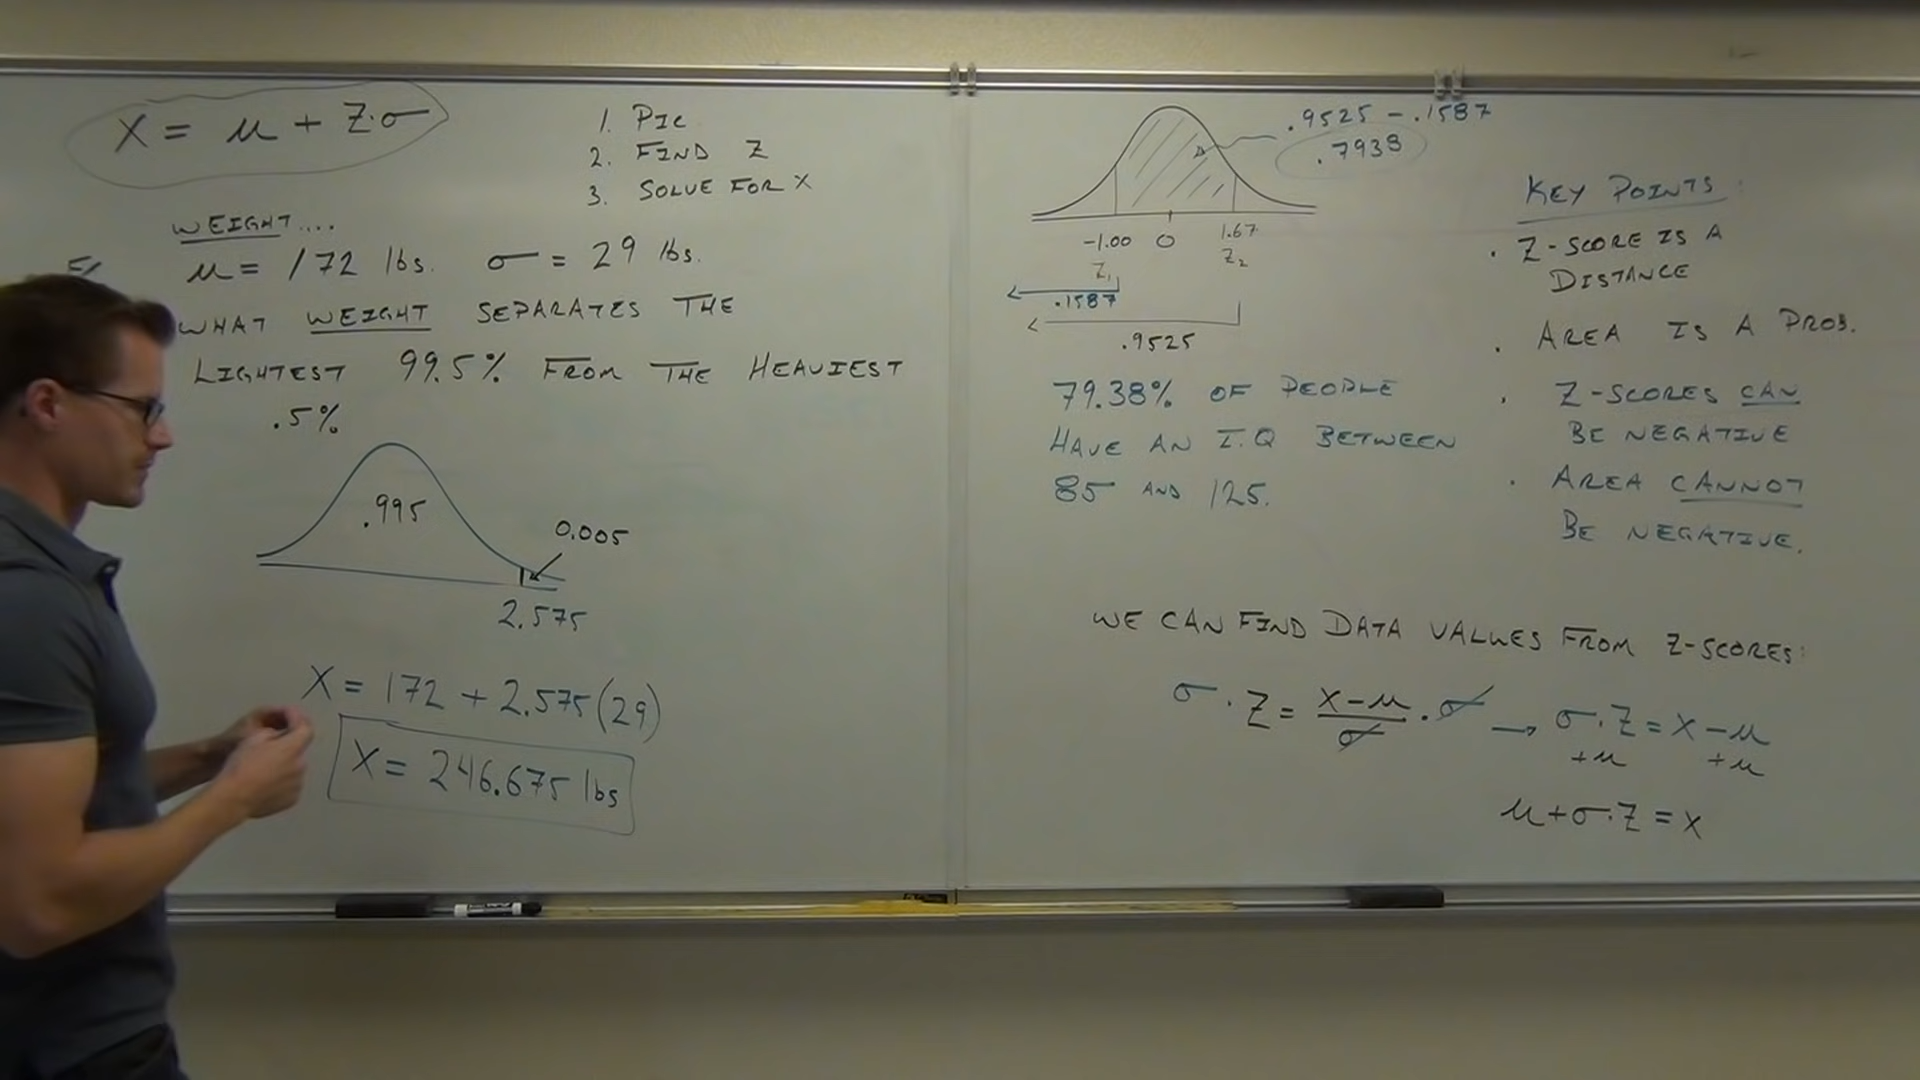 X = μ + Z·σ
1. PIC
2. FIND Z
3. SOLVE FOR X
WEIGHT....
μ = 172 lbs. σ = 29 lbs.
WHAT WEIGHT SEPARATES THE
LIGHTEST 99.5% FROM THE HEAVIEST
.5%
.995
0.005
2.575
X = 172 + 2.575(29)
X = 246.675 lbs
.9525 - .1587
.7938
-1.00 0 1.67
Z₁ Z₂
.1587
.9525
79.38% OF PEOPLE
HAVE AN I.Q BETWEEN
85 AND 125.
KEY POINTS:
· Z-SCORE IS A
DISTANCE
· AREA IS A PROB.
· Z-SCORES CAN
BE NEGATIVE
· AREA CANNOT
BE NEGATIVE.
WE CAN FIND DATA VALUES FROM Z-SCORES:
σ · Z = (X-μ)/σ · σ → σ·Z = X-μ
+μ +μ
μ+σ·Z = X